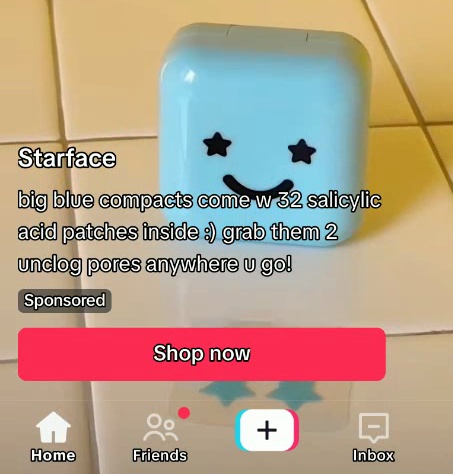 Starface
big blue compacts come w 32 salicylic
acid patches inside :) grab them 2
unclog pores anywhere u go!
Sponsored
Shop now
Home
Friends
Inbox